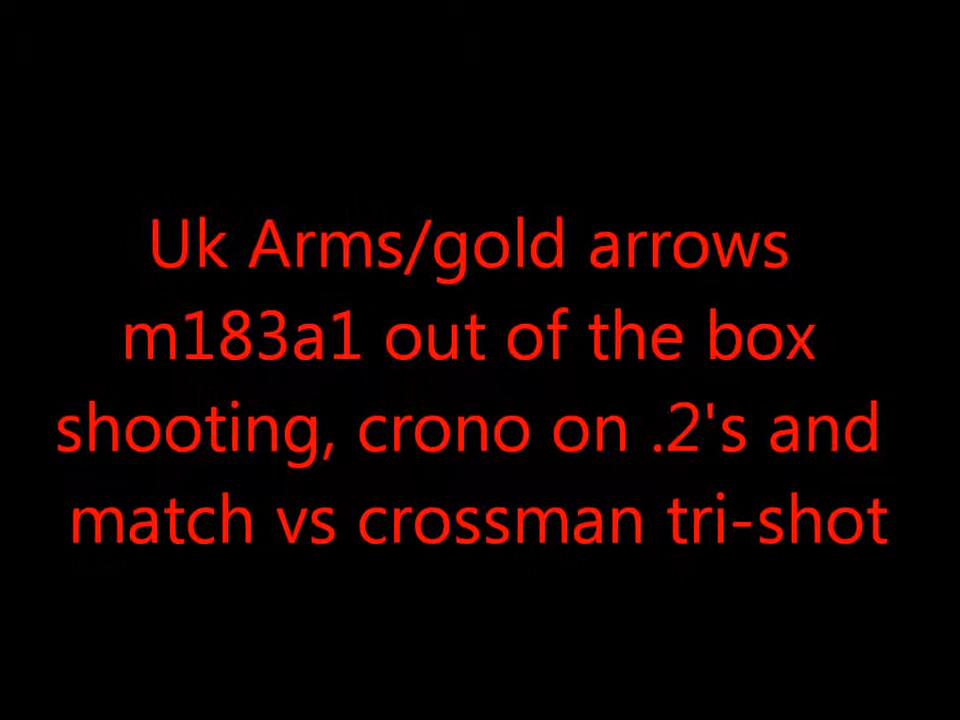 Uk Arms/gold arrows
m183a1 out of the box
shooting, crono on .2's and
match vs crossman tri-shot